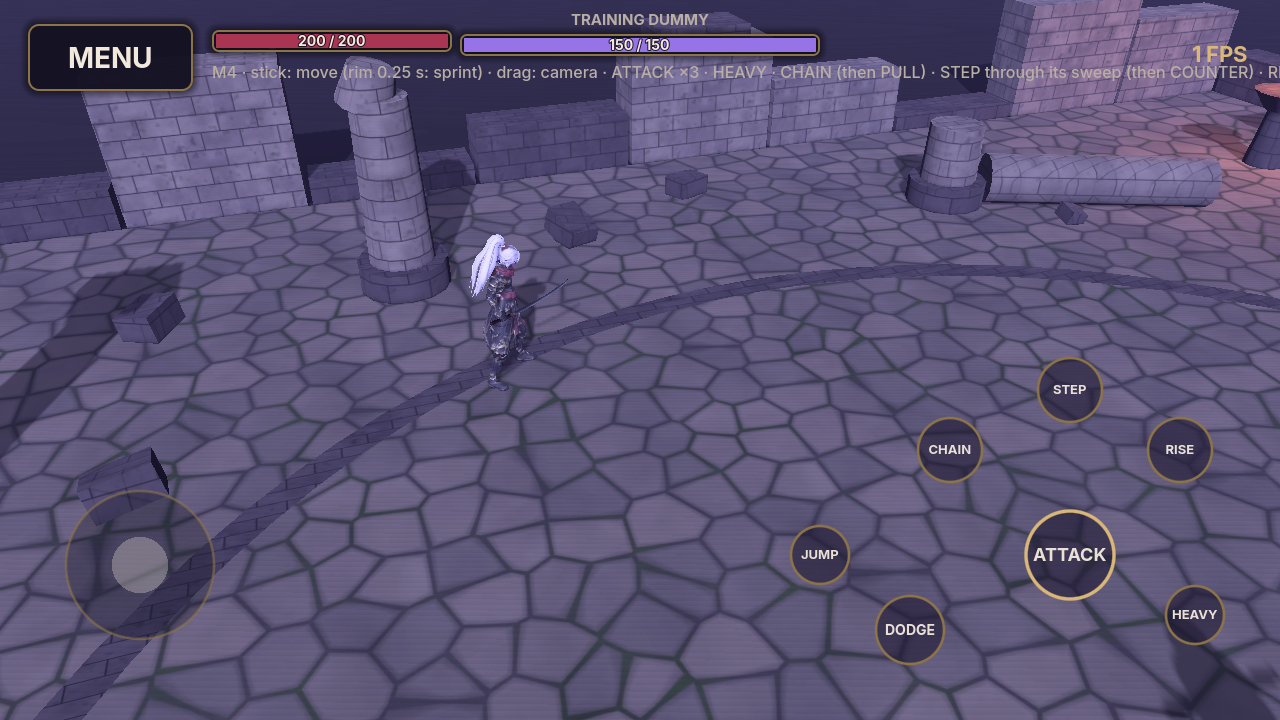 TRAINING DUMMY
MENU
200 / 200
150 / 150
1 FPS
M4 · stick: move (rim 0.25 s: sprint) · drag: camera · ATTACK ×3 · HEAVY · CHAIN (then PULL) · STEP through its sweep (then COUNTER) ·
STEP
CHAIN
RISE
JUMP
ATTACK
DODGE
HEAVY